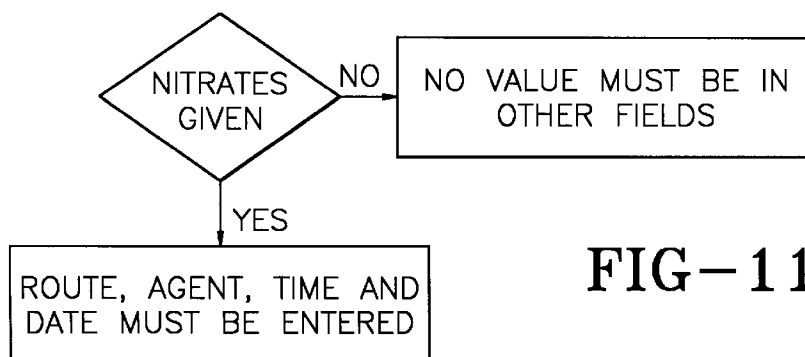 NITRATES
GIVEN
NO
NO VALUE MUST BE IN
OTHER FIELDS
YES
ROUTE, AGENT, TIME AND
DATE MUST BE ENTERED
FIG-11